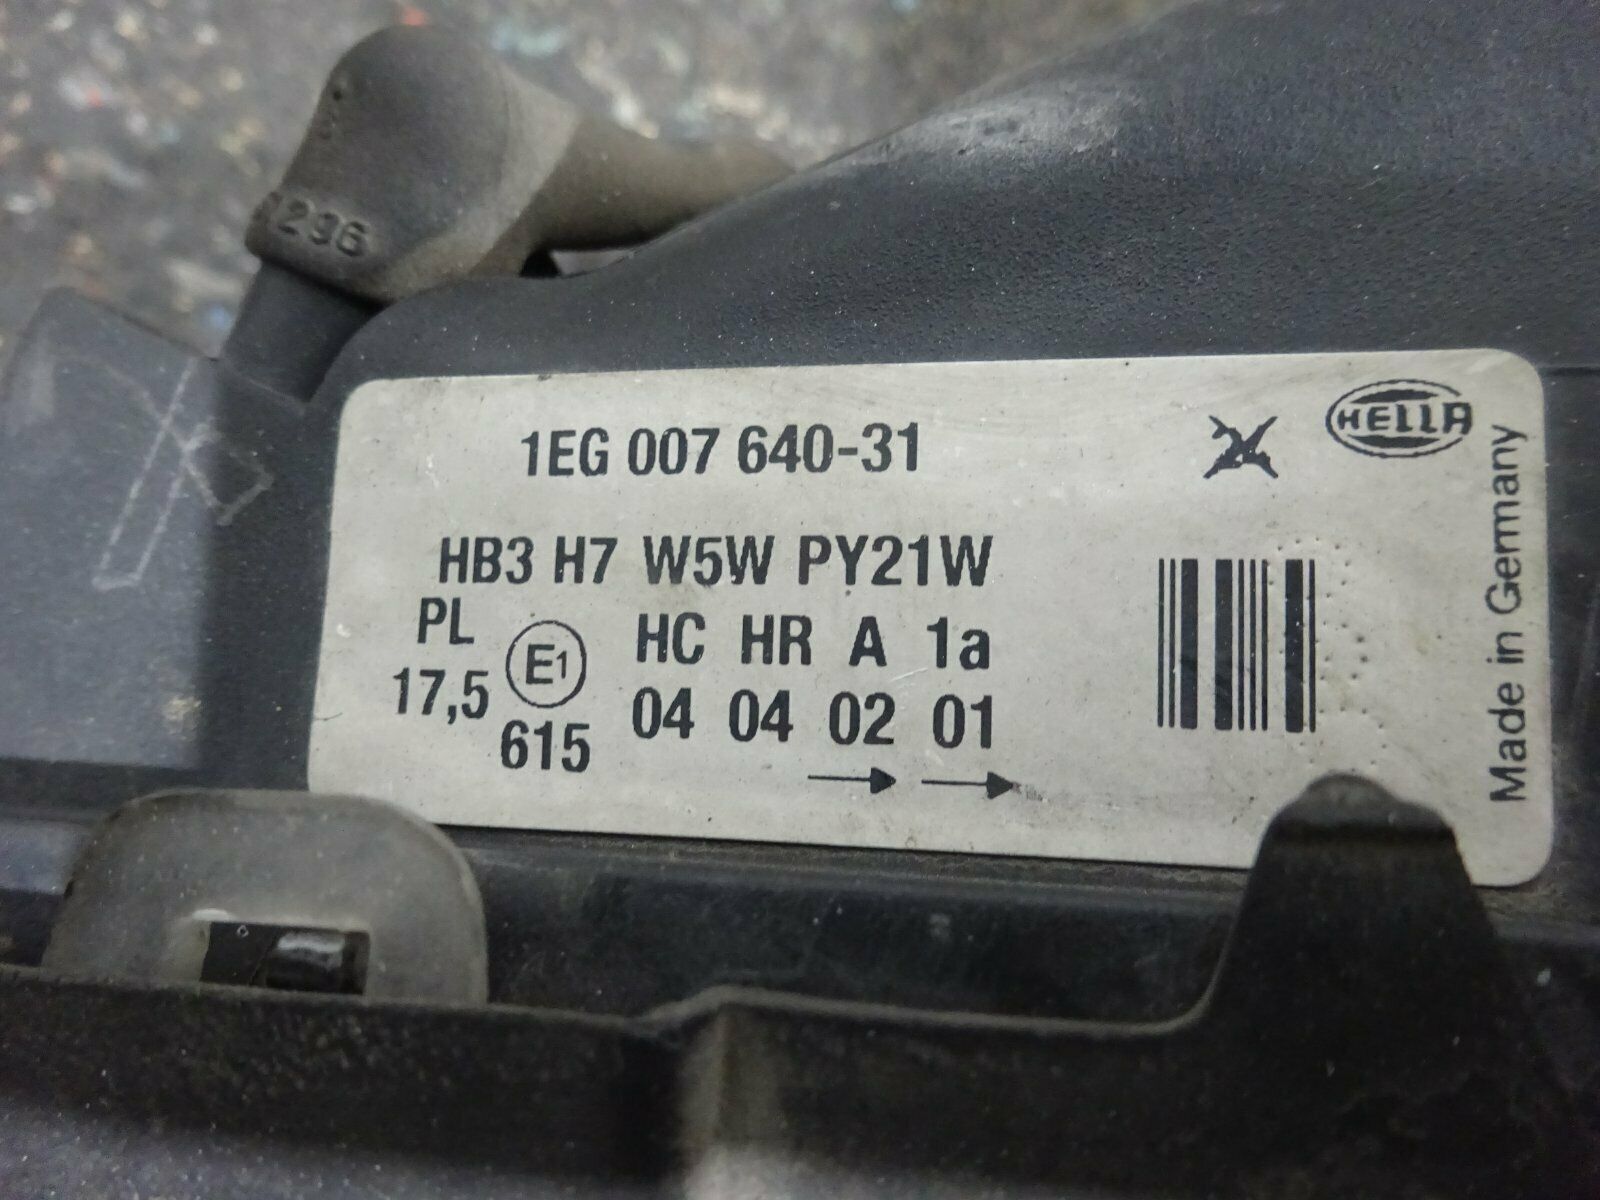 296
1EG 007 640-31
HELLA
HB3 H7 W5W PY21W
PL
17,5
E1
615
HC HR A 1a
04 04 02 01
Made in Germany